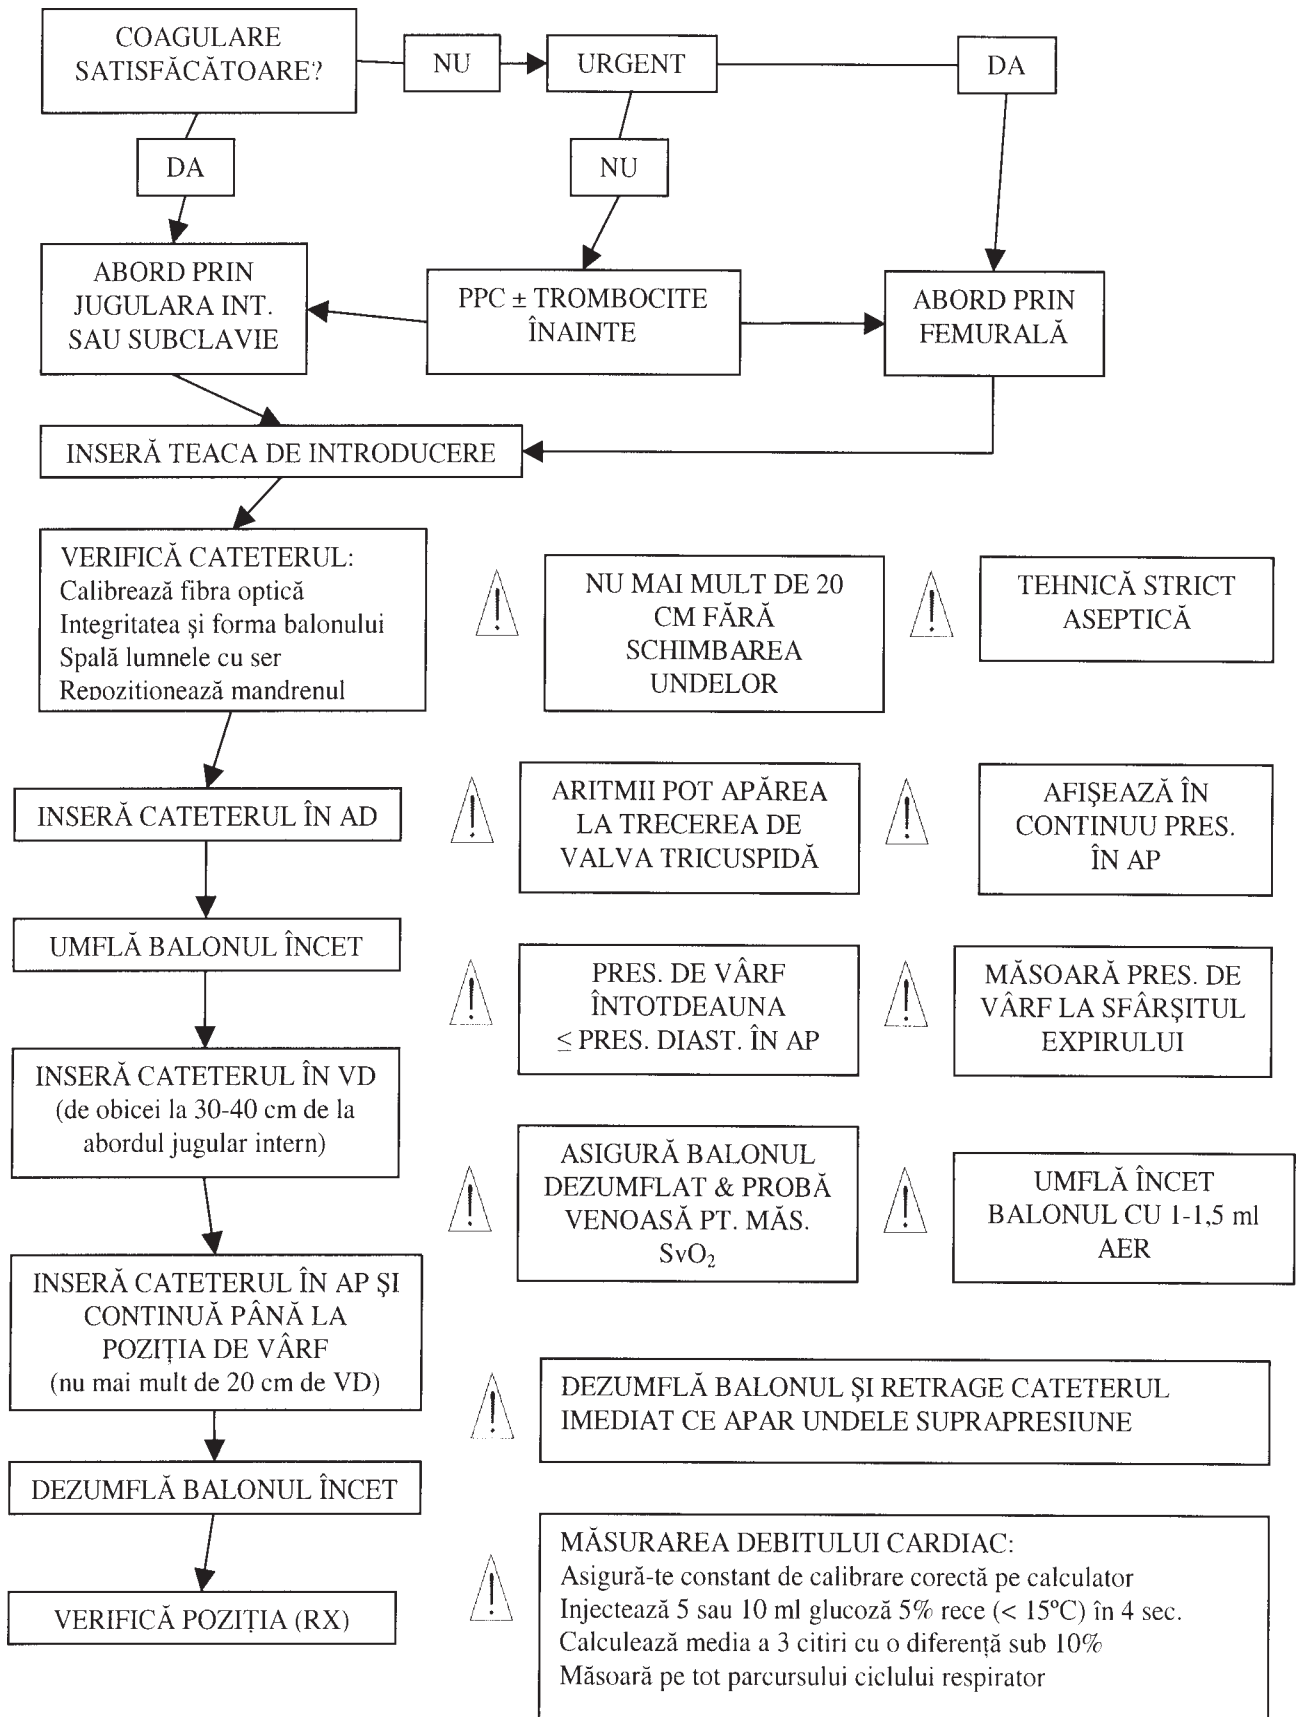 COAGULARE
SATISFĂCĂTOARE?
NU
URGENT
DA
DA
NU
ABORD PRIN
JUGULARA INT.
SAU SUBCLAVIE
PPC ± TROMBOCITE
ÎNAINTE
ABORD PRIN
FEMURALĂ
INSERĂ TEACA DE INTRODUCERE
VERIFICĂ CATETERUL:
Calibrează fibra optică
Integritatea şi forma balonului
Spală lumnele cu ser
Repoziţionează mandrenul
!
NU MAI MULT DE 20
CM FĂRĂ
SCHIMBAREA
UNDELOR
!
TEHNICĂ STRICT
ASEPTICĂ
INSERĂ CATETERUL ÎN AD
!
ARITMII POT APĂREA
LA TRECEREA DE
VALVA TRICUSPIDĂ
!
AFIŞEAZĂ ÎN
CONTINUU PRES.
ÎN AP
UMFLĂ BALONUL ÎNCET
!
PRES. DE VÂRF
ÎNTOTDEAUNA
≤ PRES. DIAST. ÎN AP
!
MĂSOARĂ PRES. DE
VÂRF LA SFÂRŞITUL
EXPIRULUI
INSERĂ CATETERUL ÎN VD
(de obicei la 30-40 cm de la
abordul jugular intern)
!
ASIGURĂ BALONUL
DEZUMFLAT & PROBĂ
VENOASĂ PT. MĂS.
SvO₂
!
UMFLĂ ÎNCET
BALONUL CU 1-1,5 ml
AER
INSERĂ CATETERUL ÎN AP ŞI
CONTINUĂ PÂNĂ LA
POZIŢIA DE VÂRF
(nu mai mult de 20 cm de VD)
!
DEZUMFLĂ BALONUL ŞI RETRAGE CATETERUL
IMEDIAT CE APAR UNDELE SUPRAPRESIUNE
DEZUMFLĂ BALONUL ÎNCET
!
MĂSURAREA DEBITULUI CARDIAC:
Asigură-te constant de calibrare corectă pe calculator
Injectează 5 sau 10 ml glucoză 5% rece (< 15ºC) în 4 sec.
Calculează media a 3 citiri cu o diferenţă sub 10%
Măsoară pe tot parcursului ciclului respirator
VERIFICĂ POZIŢIA (RX)